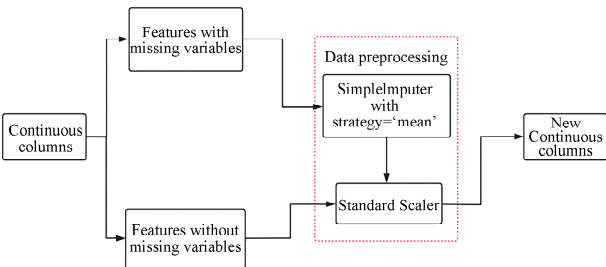 Features with
missing variables
Data preprocessing
SimpleImputer
with
strategy=‘mean’
Continuous
columns
New
Continuous
columns
Standard Scaler
Features without
missing variables